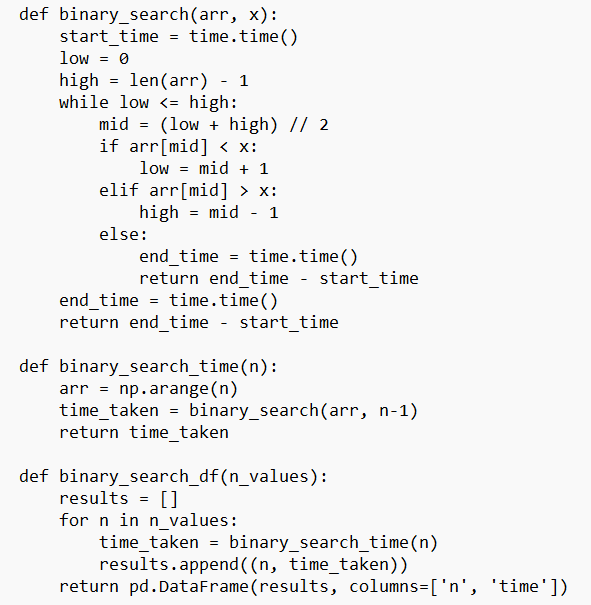 def binary_search(arr, x):
    start_time = time.time()
    low = 0
    high = len(arr) - 1
    while low <= high:
        mid = (low + high) // 2
        if arr[mid] < x:
            low = mid + 1
        elif arr[mid] > x:
            high = mid - 1
        else:
            end_time = time.time()
            return end_time - start_time
    end_time = time.time()
    return end_time - start_time

def binary_search_time(n):
    arr = np.arange(n)
    time_taken = binary_search(arr, n-1)
    return time_taken

def binary_search_df(n_values):
    results = []
    for n in n_values:
        time_taken = binary_search_time(n)
        results.append((n, time_taken))
    return pd.DataFrame(results, columns=['n', 'time'])